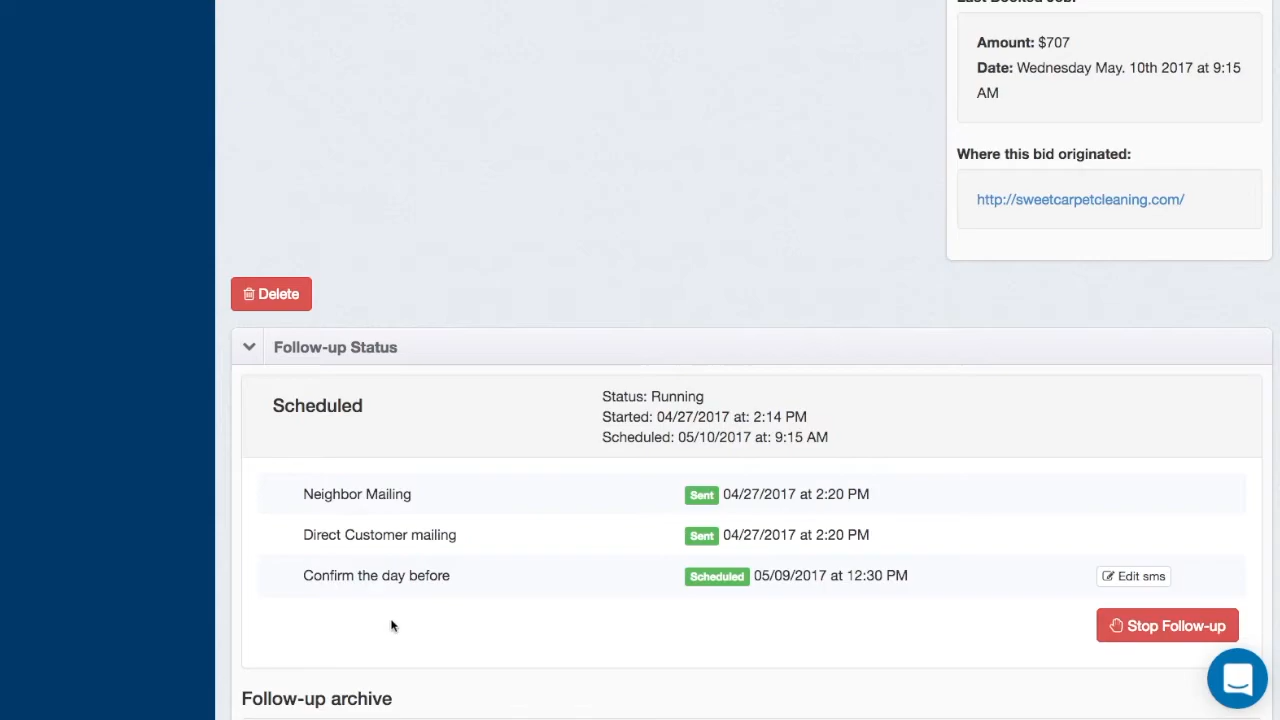 Last Booked Job:
Amount: $707
Date: Wednesday May. 10th 2017 at 9:15
AM
Where this bid originated:
http://sweetcarpetcleaning.com/
Delete
Follow-up Status
Scheduled
Status: Running
Started: 04/27/2017 at: 2:14 PM
Scheduled: 05/10/2017 at: 9:15 AM
Neighbor Mailing Sent 04/27/2017 at 2:20 PM
Direct Customer mailing Sent 04/27/2017 at 2:20 PM
Confirm the day before Scheduled 05/09/2017 at 12:30 PM Edit sms
Stop Follow-up
Follow-up archive